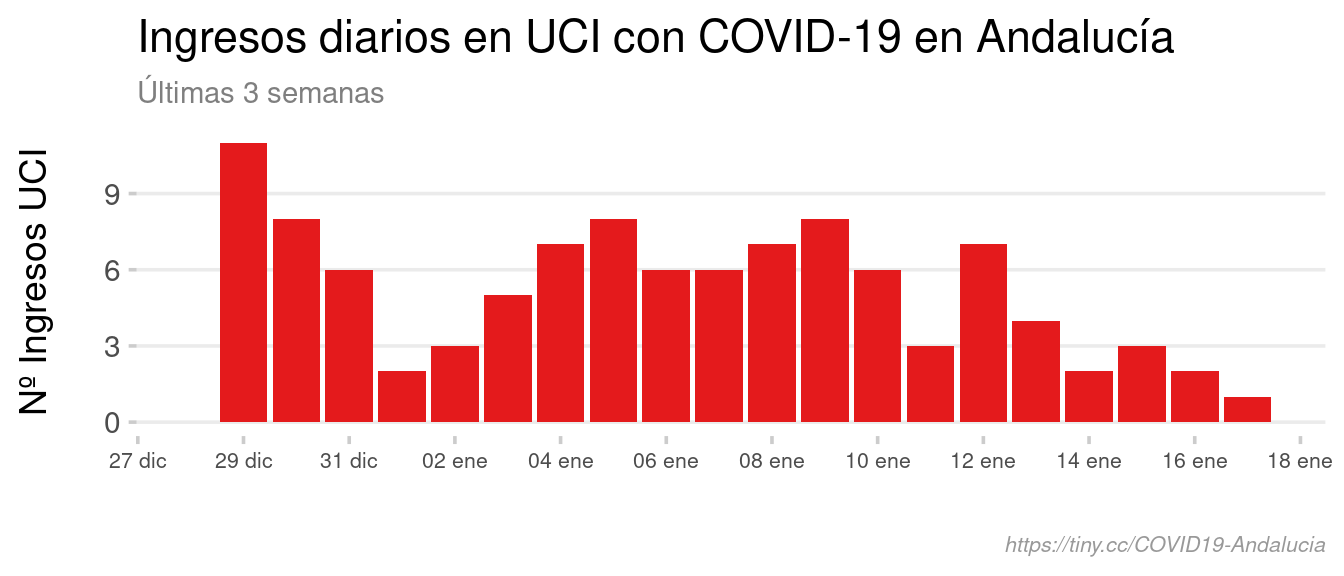 Ingresos diarios en UCI con COVID-19 en Andalucía
Últimas 3 semanas
Nº Ingresos UCI
9
6
3
0
27 dic 29 dic 31 dic 02 ene 04 ene 06 ene 08 ene 10 ene 12 ene 14 ene 16 ene 18 ene
https://tiny.cc/COVID19-Andalucia